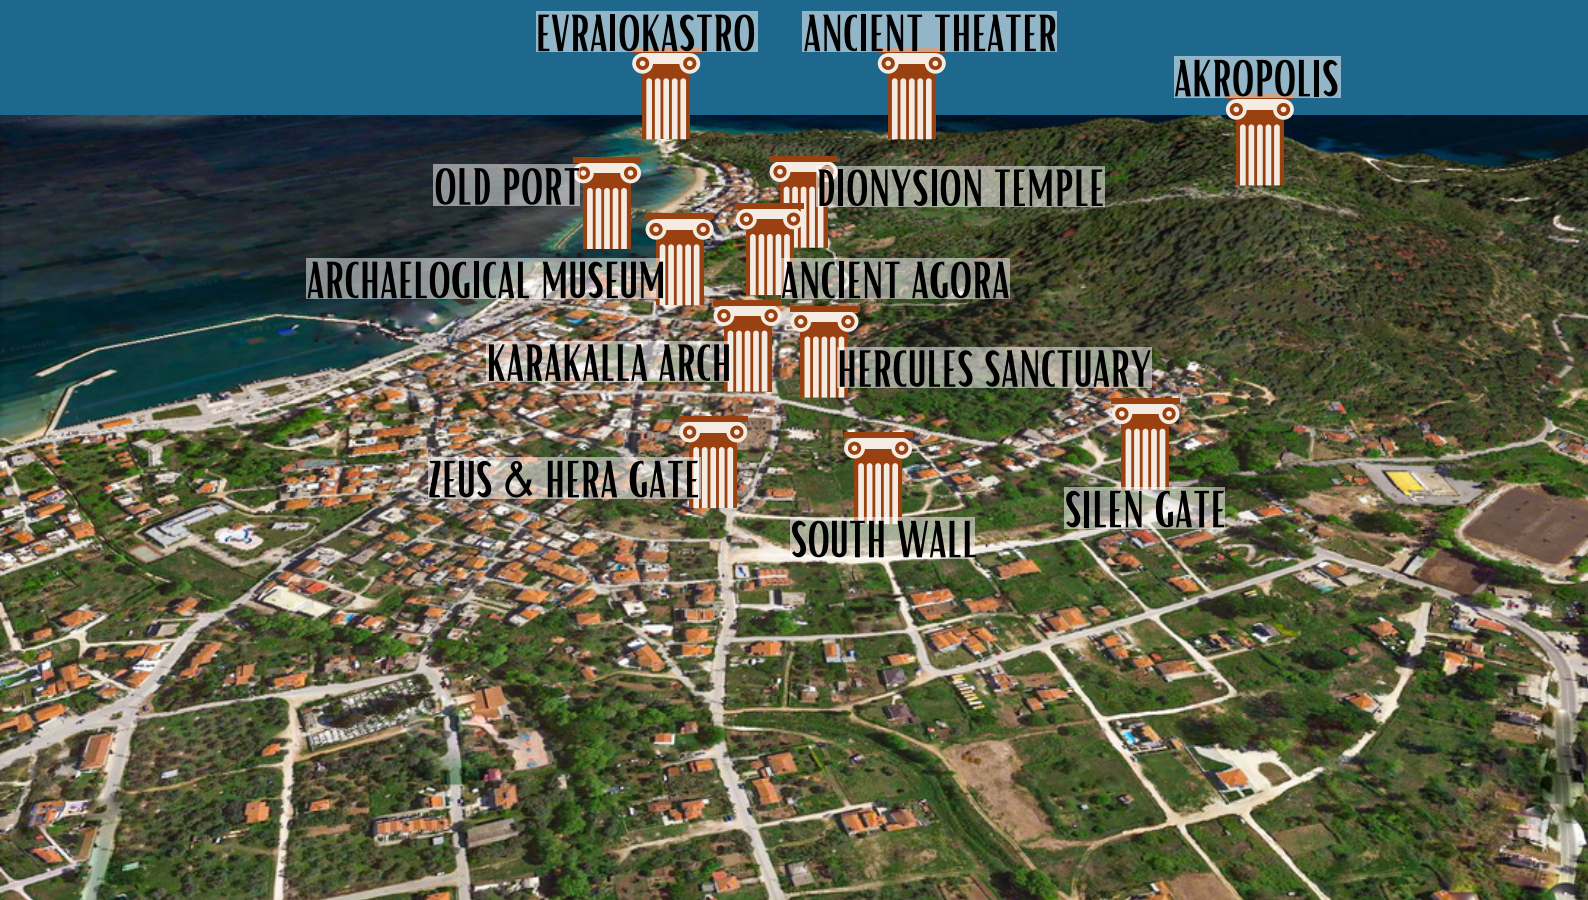 EVRAIOKASTRO
ANCIENT THEATER
AKROPOLIS
OLD PORT
DIONYSION TEMPLE
ARCHAELOGICAL MUSEUM
ANCIENT AGORA
KARAKALLA ARCH
HERCULES SANCTUARY
ZEUS & HERA GATE
SILEN GATE
SOUTH WALL